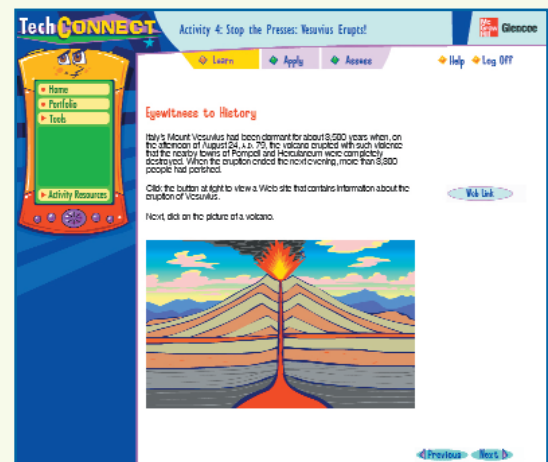 TechCONNECT
Activity 4: Stop the Presses: Vesuvius Erupts!
Mc Graw Hill Glencoe
Learn
Apply
Assess
Help
Log Off
Home
Portfolio
Tools
Activity Resources
Eyewitness to History
Italy's Mount Vesuvius had been dormant for about 3,500 years when, on
the afternoon of August 24, A.D. 79, the volcano erupted with such violence
that the nearby towns of Pompeii and Herculaneum were completely
destroyed. When the eruption ended the next evening, more than 3,300
people had perished.
Click the button at right to view a Web site that contains information about the
eruption of Vesuvius.
Web Link
Next, click on the picture of a volcano.
Previous
Next